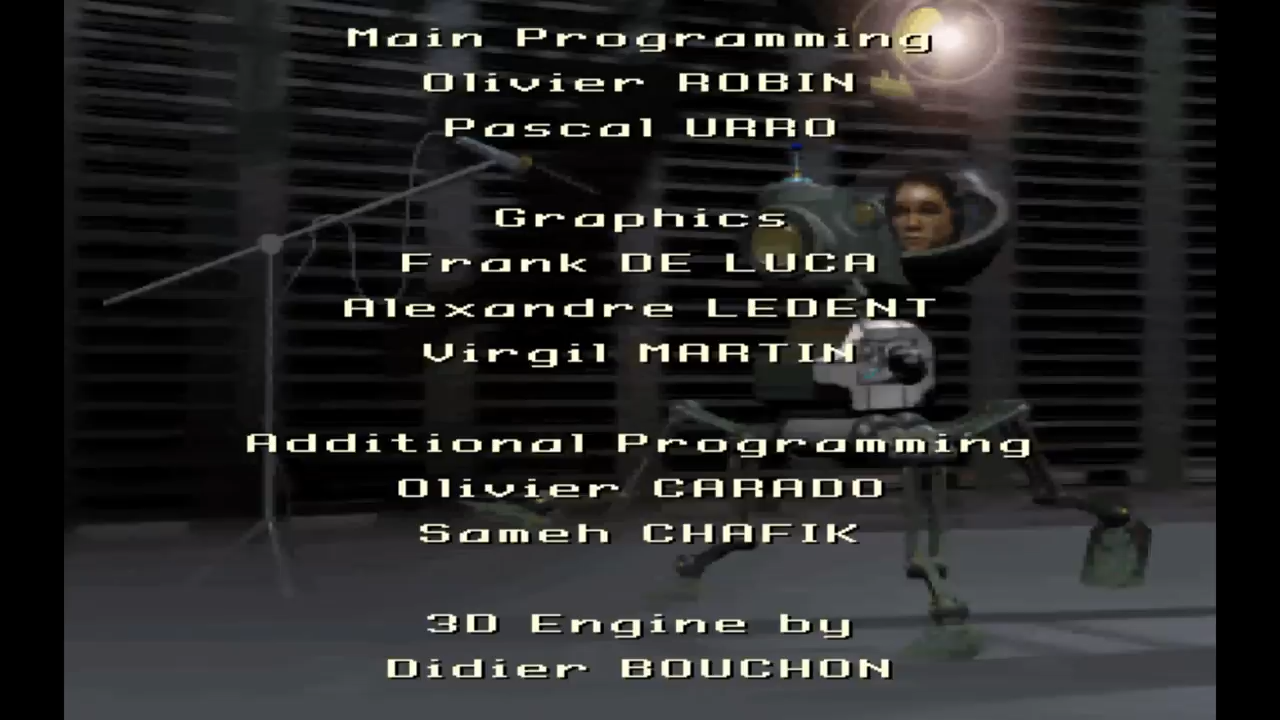 Main Programming
Olivier ROBIN
Pascal URRO
Graphics
Frank DE LUCA
Alexandre LEDENT
Virgil MARTIN
Additional Programming
Olivier CARADO
Sameh CHAFIK
3D Engine by
Didier BOUCHON